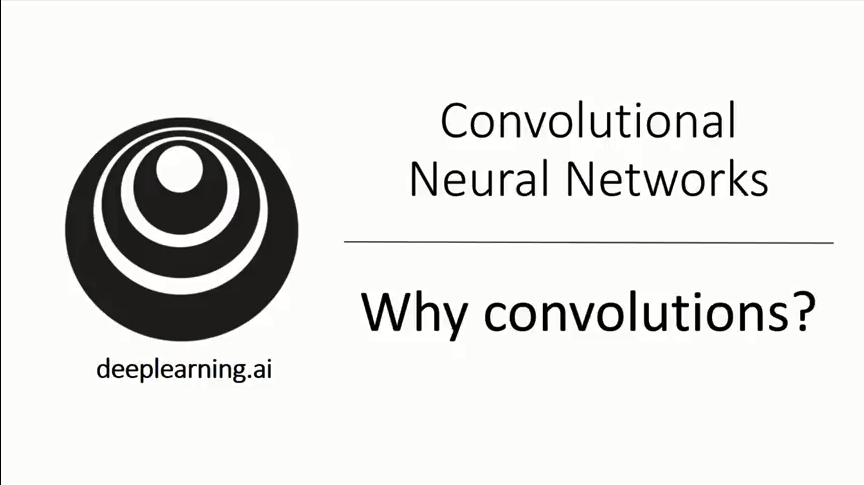 Convolutional
Neural Networks
Why convolutions?
deeplearning.ai